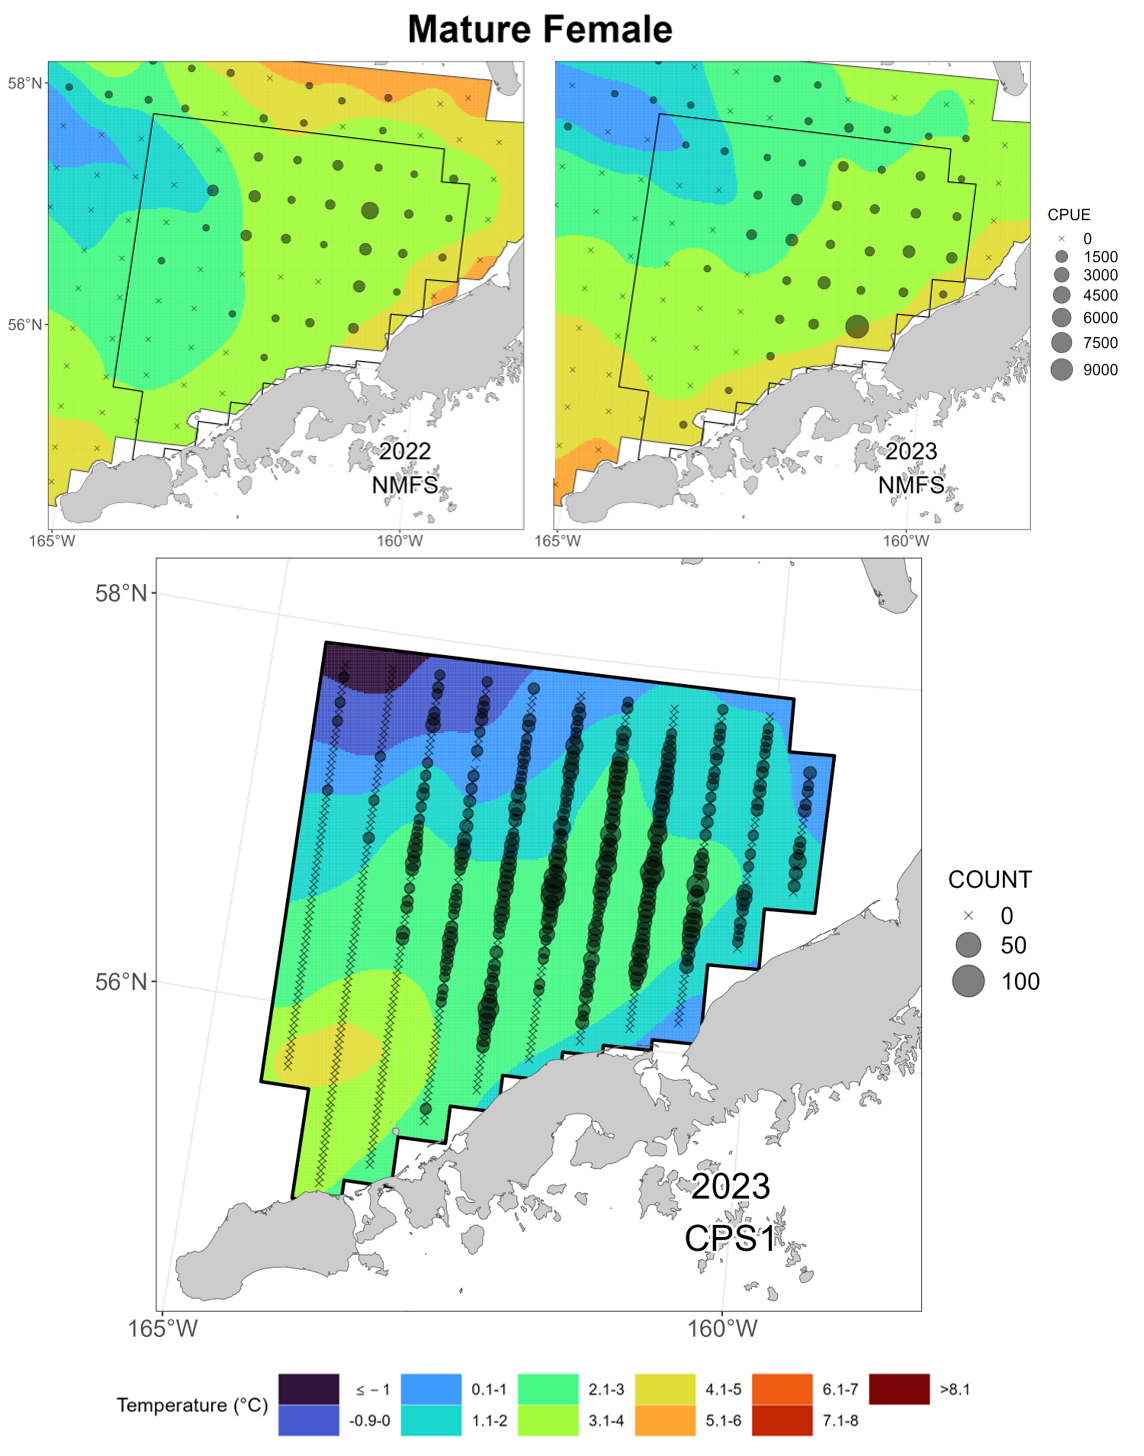 Mature Female
58°N
56°N
165°W
160°W
2022
NMFS
165°W
160°W
2023
NMFS
CPUE
0
1500
3000
4500
6000
7500
9000
58°N
56°N
165°W
160°W
2023
CPS1
COUNT
0
50
100
Temperature (°C)
≤ − 1
0.1-1
2.1-3
4.1-5
6.1-7
>8.1
-0.9-0
1.1-2
3.1-4
5.1-6
7.1-8